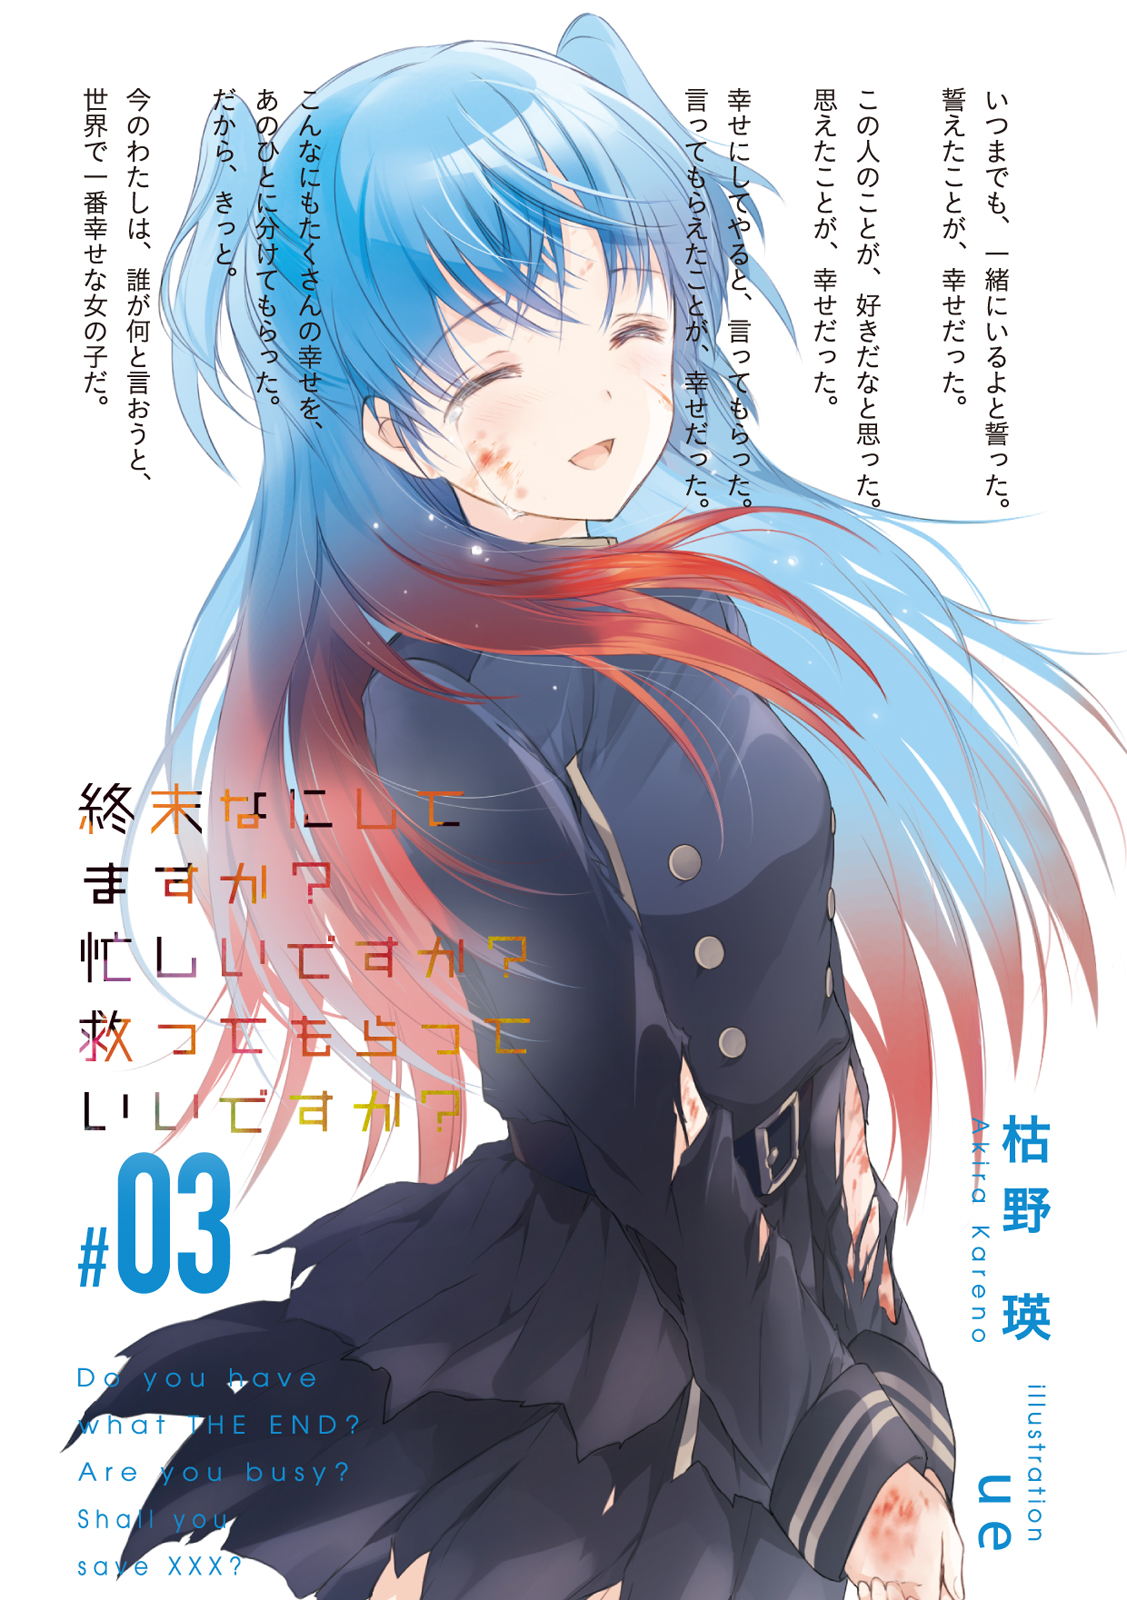 いつまでも、一緒にいるよと誓った。
誓えたことが、幸せだった。
この人のことが、好きだなと思った。
思えたことが、幸せだった。
幸せにしてやると、言ってもらった。
言ってもらえたことが、幸せだった。
こんなにもたくさんの幸せを、
あのひとに分けてもらった。
だから、きっと。
今のわたしは、誰が何と言おうと、
世界で一番幸せな女の子だ。
終末なにして
ますか?
忙しいですか?
救ってもらって
いいですか?
#03
Do you have
what THE END?
Are you busy?
Shall you
save XXX?
枯野 瑛
Akira Kareno
illustration
ue